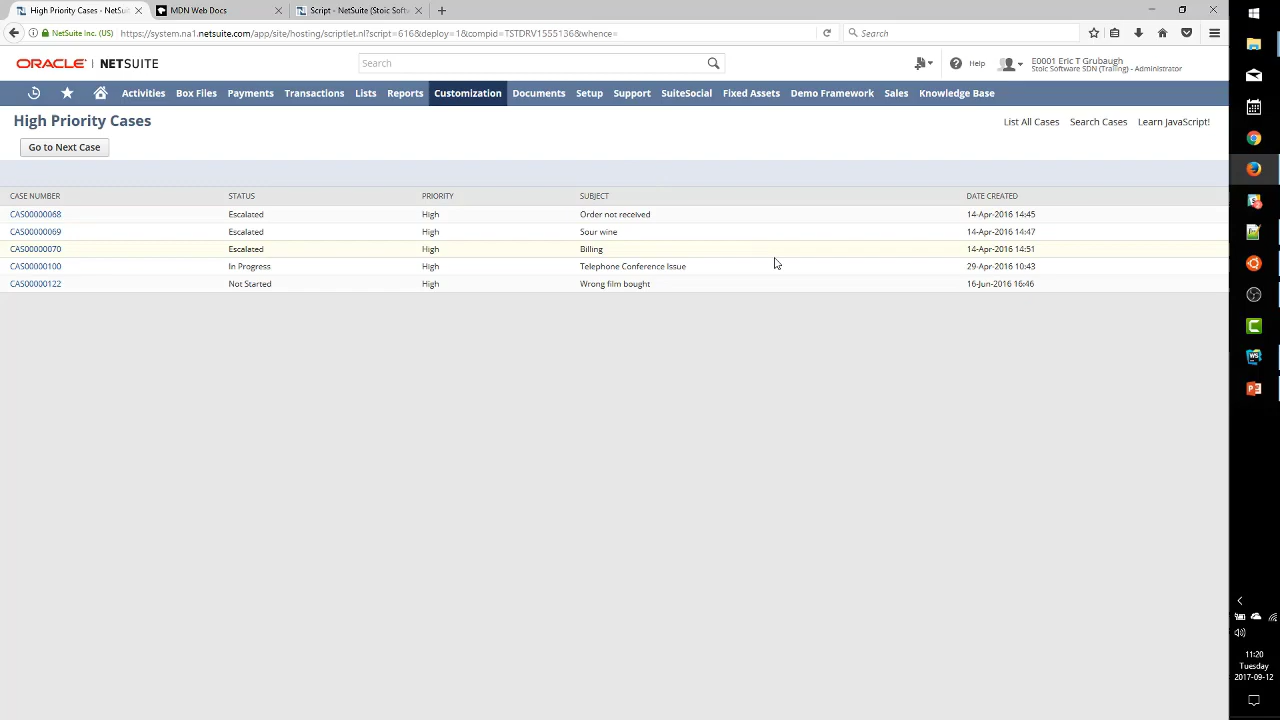 High Priority Cases - NetSui
MDN Web Docs
Script - NetSuite (Stoic Softw
NetSuite Inc. (US)
https://system.na1.netsuite.com/app/site/hosting/scriptlet.nl?script=616&deploy=1&compid=TSTDRV1555136&whence=
Search
ORACLE | NETSUITE
Search
Help
E0001 Eric T Grubaugh
Stoic Software SDN (Trailing) - Administrator
Activities Box Files Payments Transactions Lists Reports Customization Documents Setup Support SuiteSocial Fixed Assets Demo Framework Sales Knowledge Base
High Priority Cases
List All Cases Search Cases Learn JavaScript!
Go to Next Case
CASE NUMBER STATUS PRIORITY SUBJECT DATE CREATED
CAS00000068 Escalated High Order not received 14-Apr-2016 14:45
CAS00000069 Escalated High Sour wine 14-Apr-2016 14:47
CAS00000070 Escalated High Billing 14-Apr-2016 14:51
CAS00000100 In Progress High Telephone Conference Issue 29-Apr-2016 10:43
CAS00000122 Not Started High Wrong film bought 16-Jun-2016 16:46
11:20
Tuesday
2017-09-12